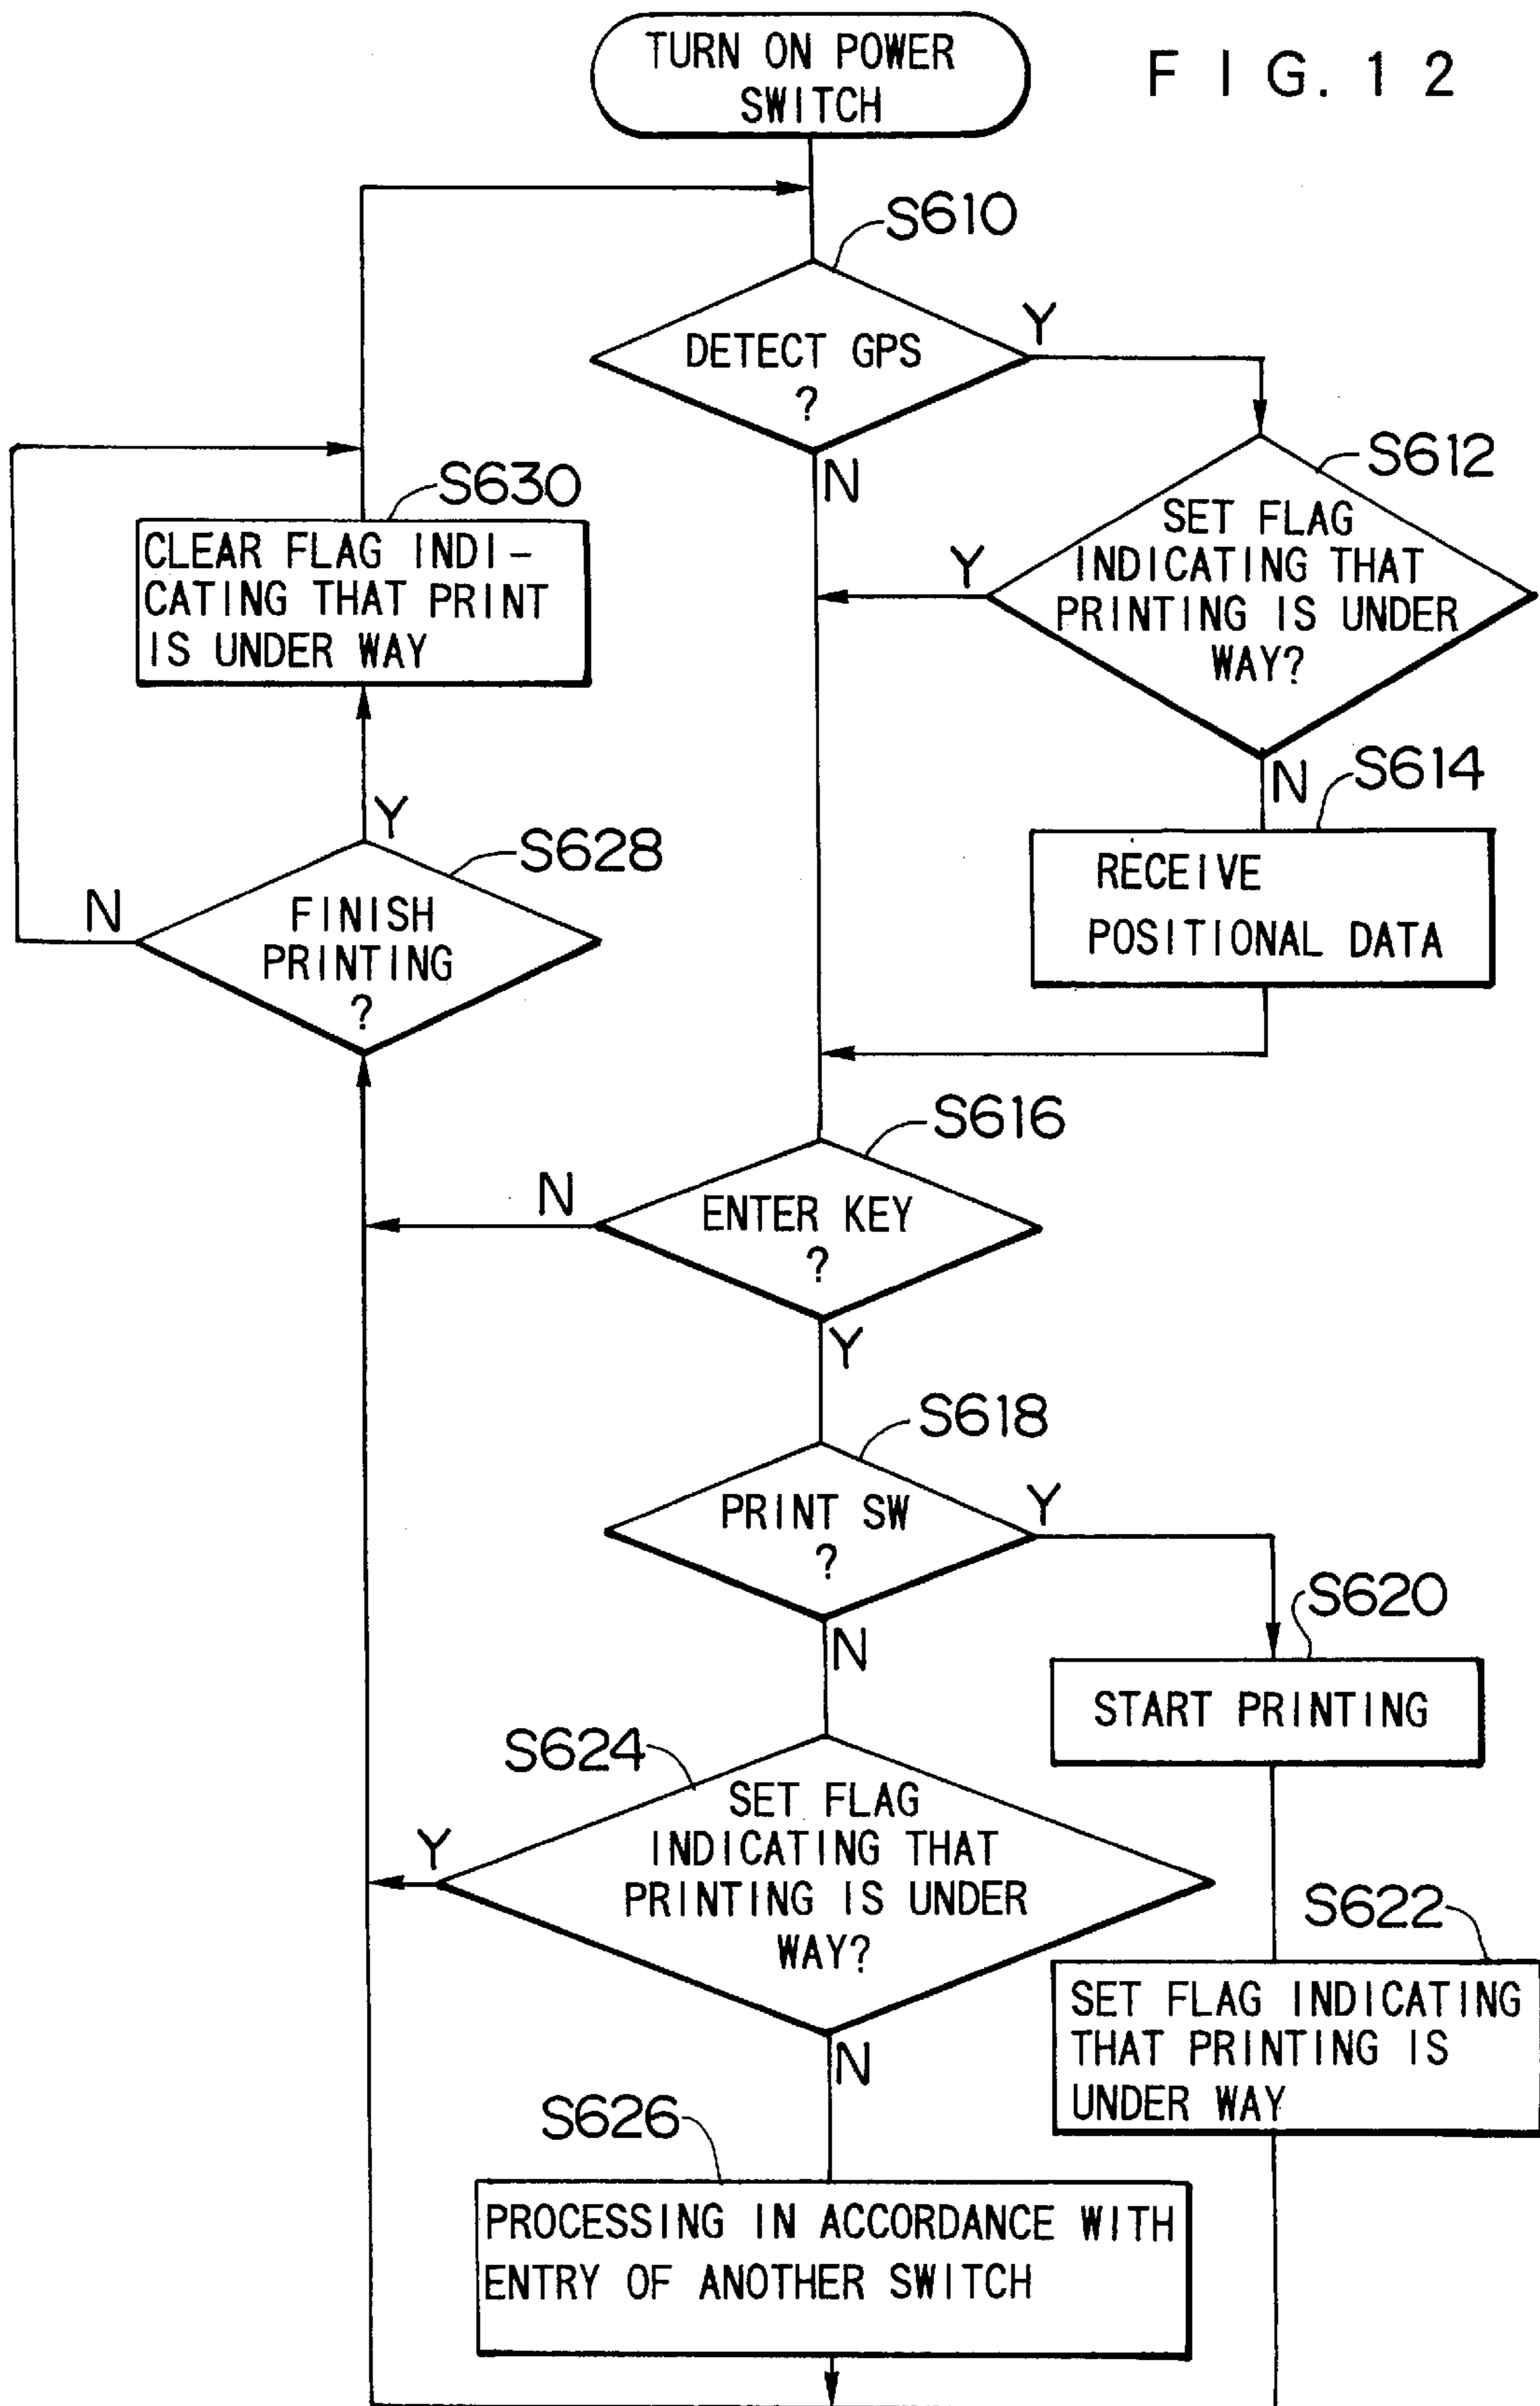 TURN ON POWER
SWITCH
F I G. 1 2
S610
DETECT GPS
?
Y
N
S612
SET FLAG
INDICATING THAT
PRINTING IS UNDER
WAY?
Y
N
S630
CLEAR FLAG INDI-
CATING THAT PRINT
IS UNDER WAY
S614
RECEIVE
POSITIONAL DATA
Y
S628
FINISH
PRINTING
?
N
S616
ENTER KEY
?
N
Y
S618
PRINT SW
?
Y
N
S620
START PRINTING
S624
SET FLAG
INDICATING THAT
PRINTING IS UNDER
WAY?
Y
N
S622
SET FLAG INDICATING
THAT PRINTING IS
UNDER WAY
S626
PROCESSING IN ACCORDANCE WITH
ENTRY OF ANOTHER SWITCH